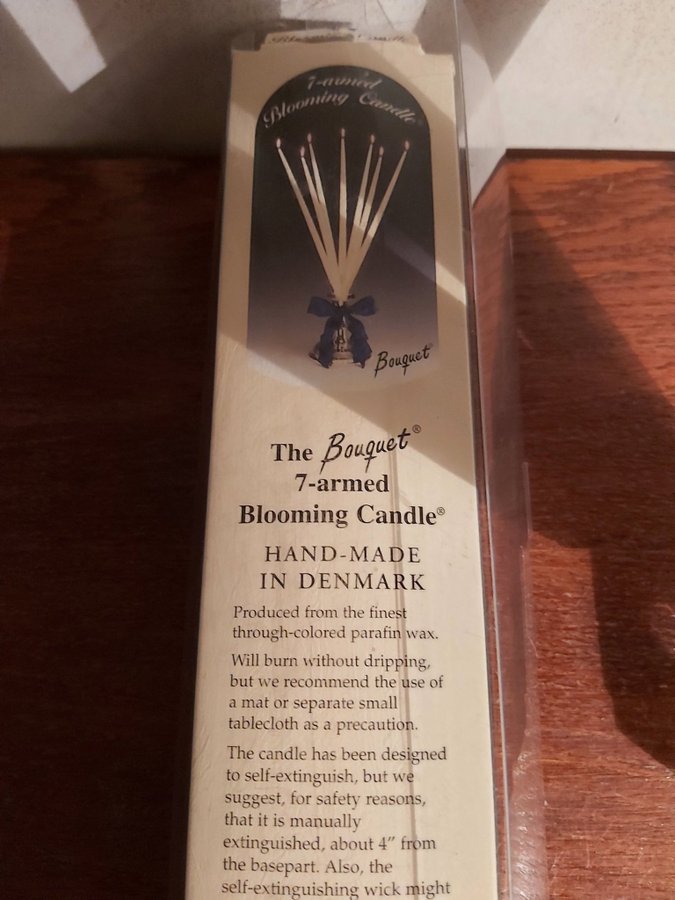 7-armed
Blooming Candle®
Bouquet®
The Bouquet®
7-armed
Blooming Candle®
HAND-MADE
IN DENMARK
Produced from the finest
through-colored parafin wax.
Will burn without dripping,
but we recommend the use of
a mat or separate small
tablecloth as a precaution.
The candle has been designed
to self-extinguish, but we
suggest, for safety reasons,
that it is manually
extinguished, about 4" from
the basepart. Also, the
self-extinguishing wick might